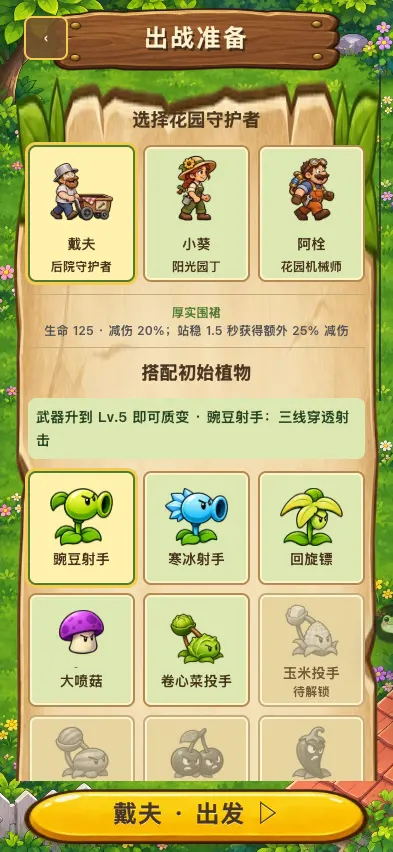 ‹
出战准备
选择花园守护者
戴夫
后院守护者
小葵
阳光园丁
阿栓
花园机械师
厚实围裙
生命 125 · 减伤 20%；站稳 1.5 秒获得额外 25% 减伤
搭配初始植物
武器升到 Lv.5 即可质变 · 豌豆射手：三线穿透射
击
豌豆射手
寒冰射手
回旋镖
大喷菇
卷心菜投手
玉米投手
待解锁
戴夫 · 出发 ▷